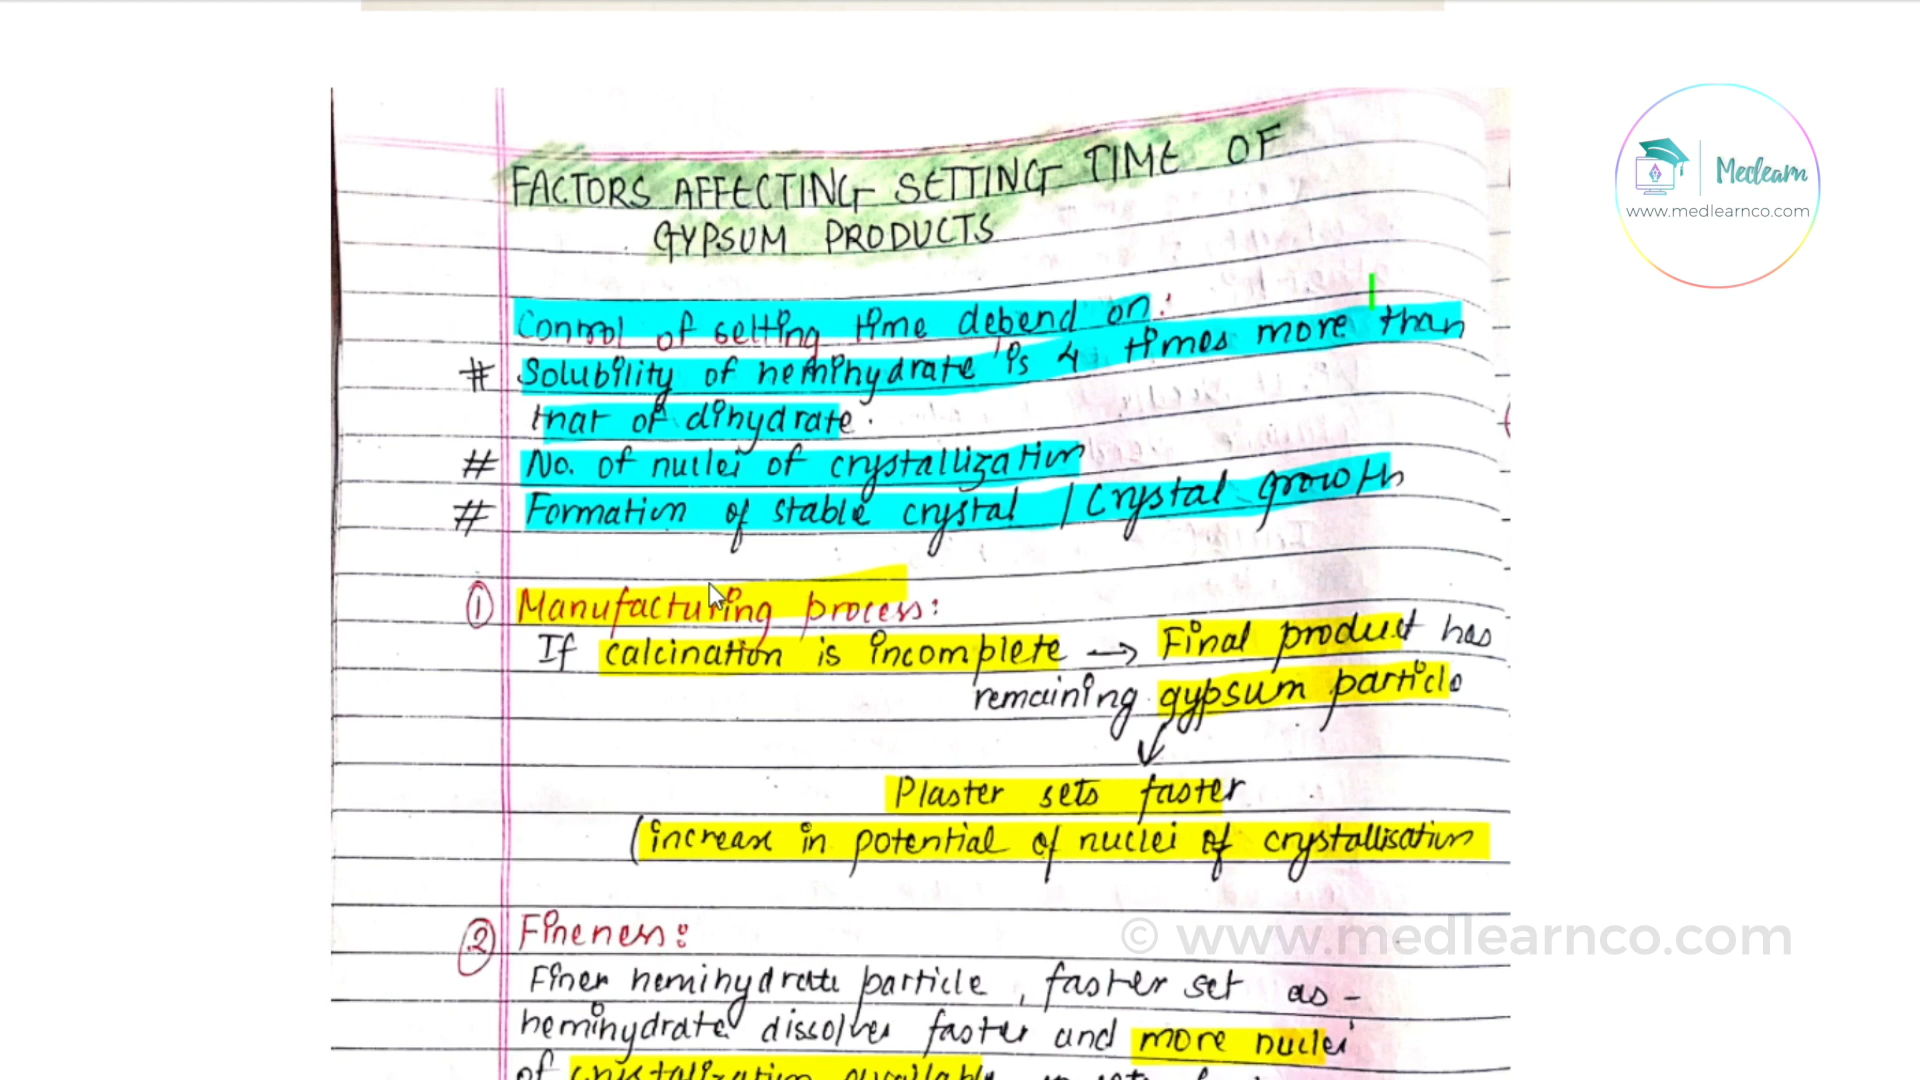 FACTORS AFFECTING SETTING TIME OF
GYPSUM PRODUCTS
Medlearn
www.medlearnco.com
Control of setting time depend on:
# Solubility of hemihydrate is 4 times more than
that of dihydrate.
# No. of nuclei of crystallization
# Formation of stable crystal / Crystal growth
① Manufacturing process:
If calcination is incomplete → Final product has
remaining gypsum particle
↓
Plaster sets faster
(increase in potential of nuclei of crystallisation
② Fineness:
© www.medlearnco.com
Finer hemihydrate particle, faster set as -
hemihydrate dissolves faster and more nuclei
of crystallization available